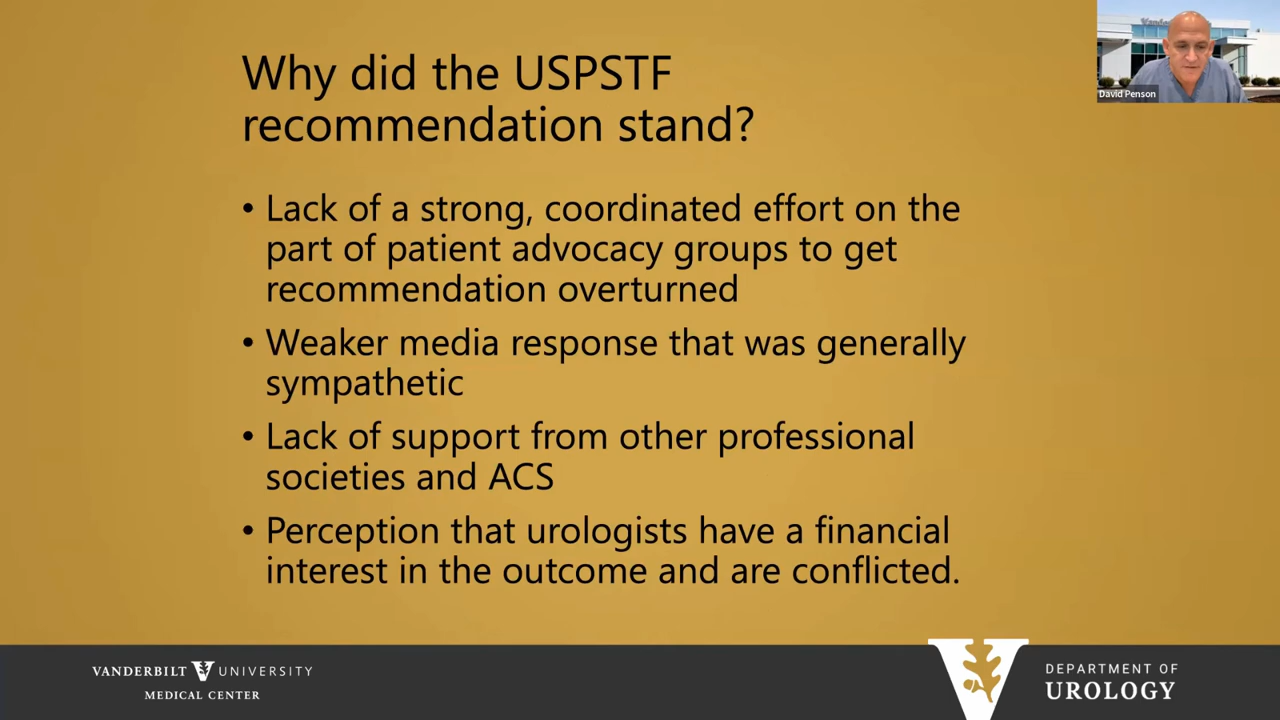 Why did the USPSTF
recommendation stand?
• Lack of a strong, coordinated effort on the
part of patient advocacy groups to get
recommendation overturned
• Weaker media response that was generally
sympathetic
• Lack of support from other professional
societies and ACS
• Perception that urologists have a financial
interest in the outcome and are conflicted.
David Penson
VANDERBILT V UNIVERSITY
MEDICAL CENTER
V
DEPARTMENT OF
UROLOGY